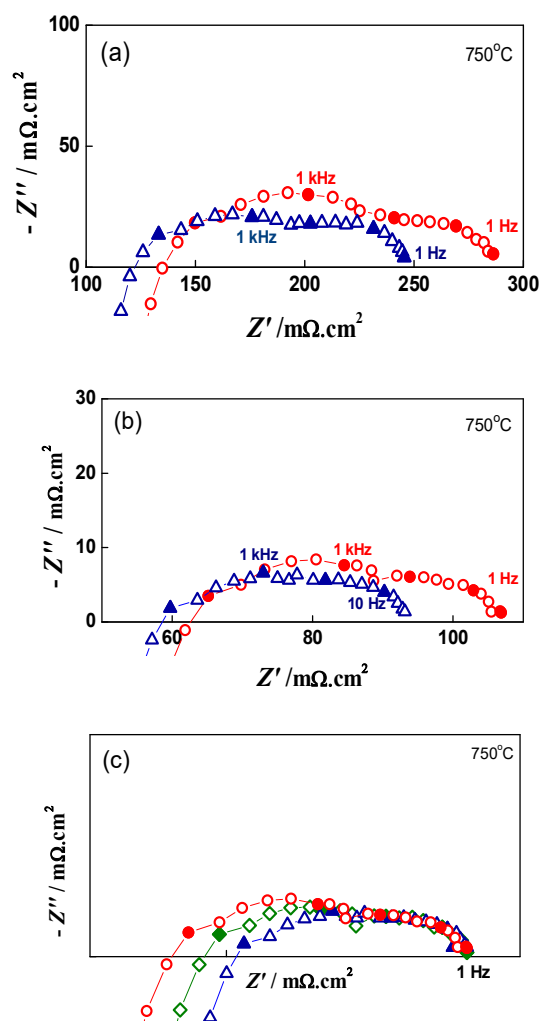 (a)
750°C
100
50
0
- Z'' / mΩ.cm²
1 kHz
1 kHz
1 Hz
1 Hz
100 150 200 250 300
Z' /mΩ.cm²
(b)
750°C
30
20
10
0
- Z'' / mΩ.cm²
1 kHz
1 kHz
1 Hz
10 Hz
60 80 100
Z' / mΩ.cm²
(c)
750°C
- Z'' / mΩ.cm²
Z' / mΩ.cm²
1 Hz